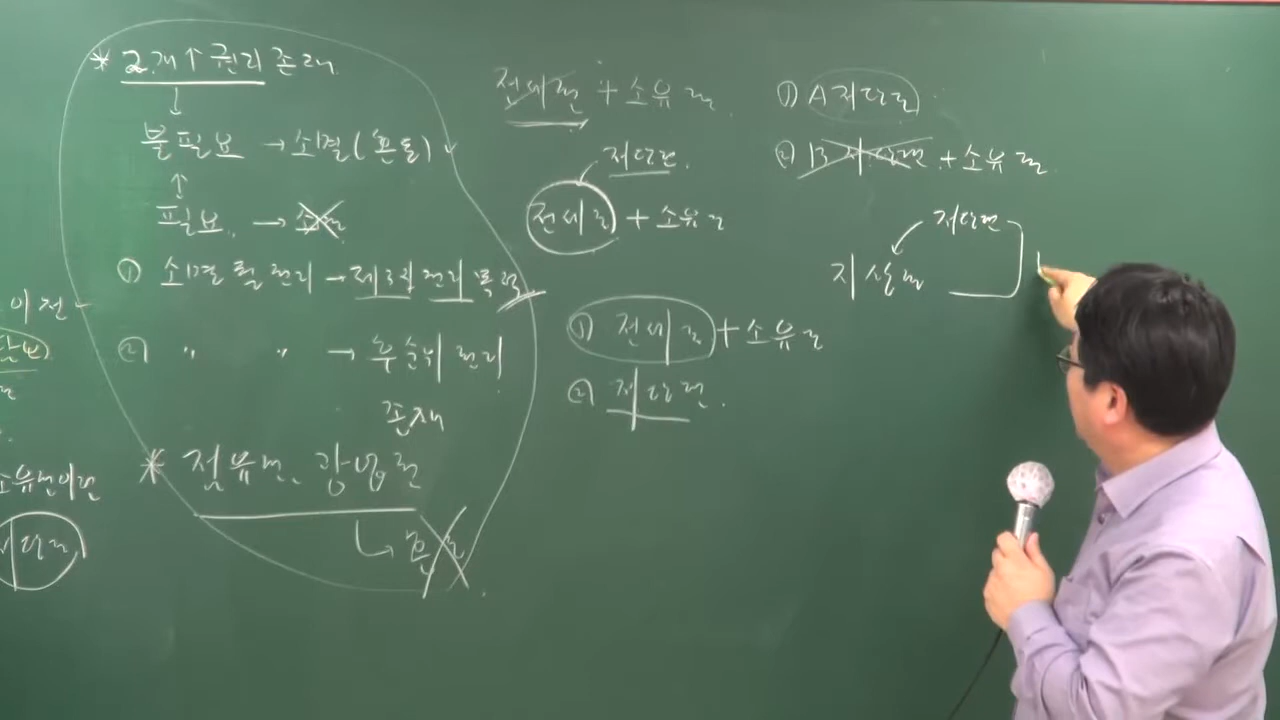 이전
소유권이전
* 2개↑ 권리 존재.
↓
불필요 → 소멸(혼동)
↑
필요. → 소멸
① 소멸될 권리 → 제3자 권리 목적
② 〃 〃 → 후순위 권리
존재
* 점유권, 광업권
↳ 혼동
전세권 + 소유권
저당권.
전세권 + 소유권
① 전세권 + 소유권
② 저당권.
① A 저당권
② B 저당권 + 소유권
저당권
지상권